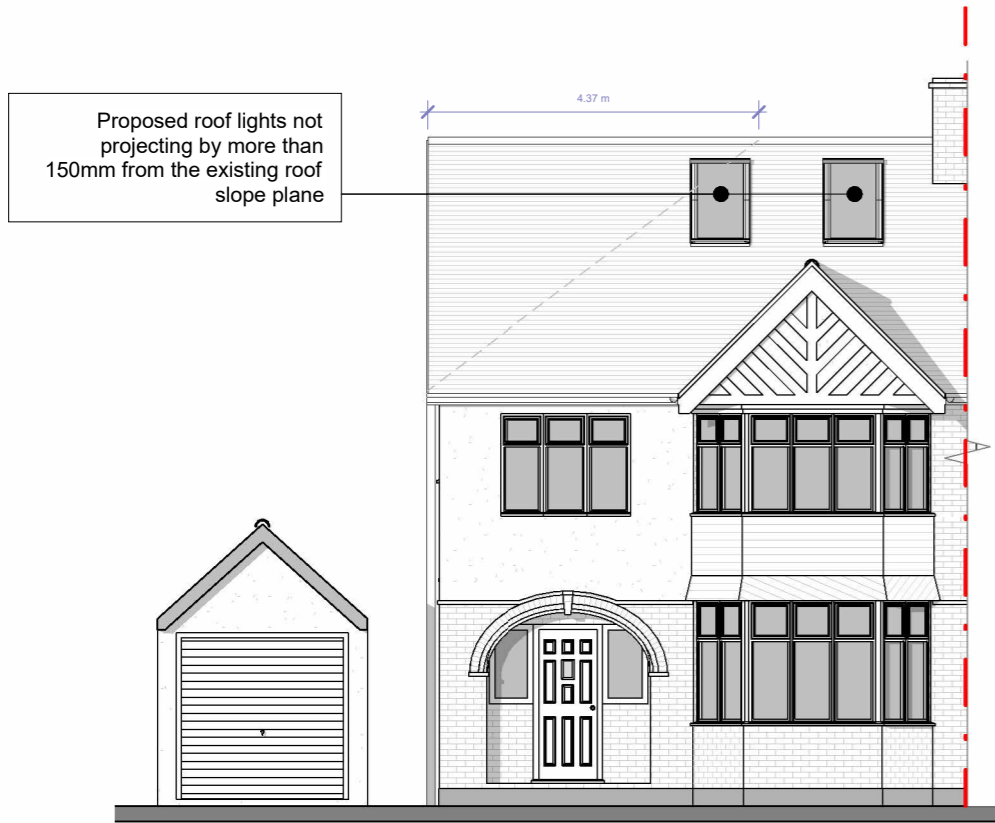 4.37 m
Proposed roof lights not
projecting by more than
150mm from the existing roof
slope plane